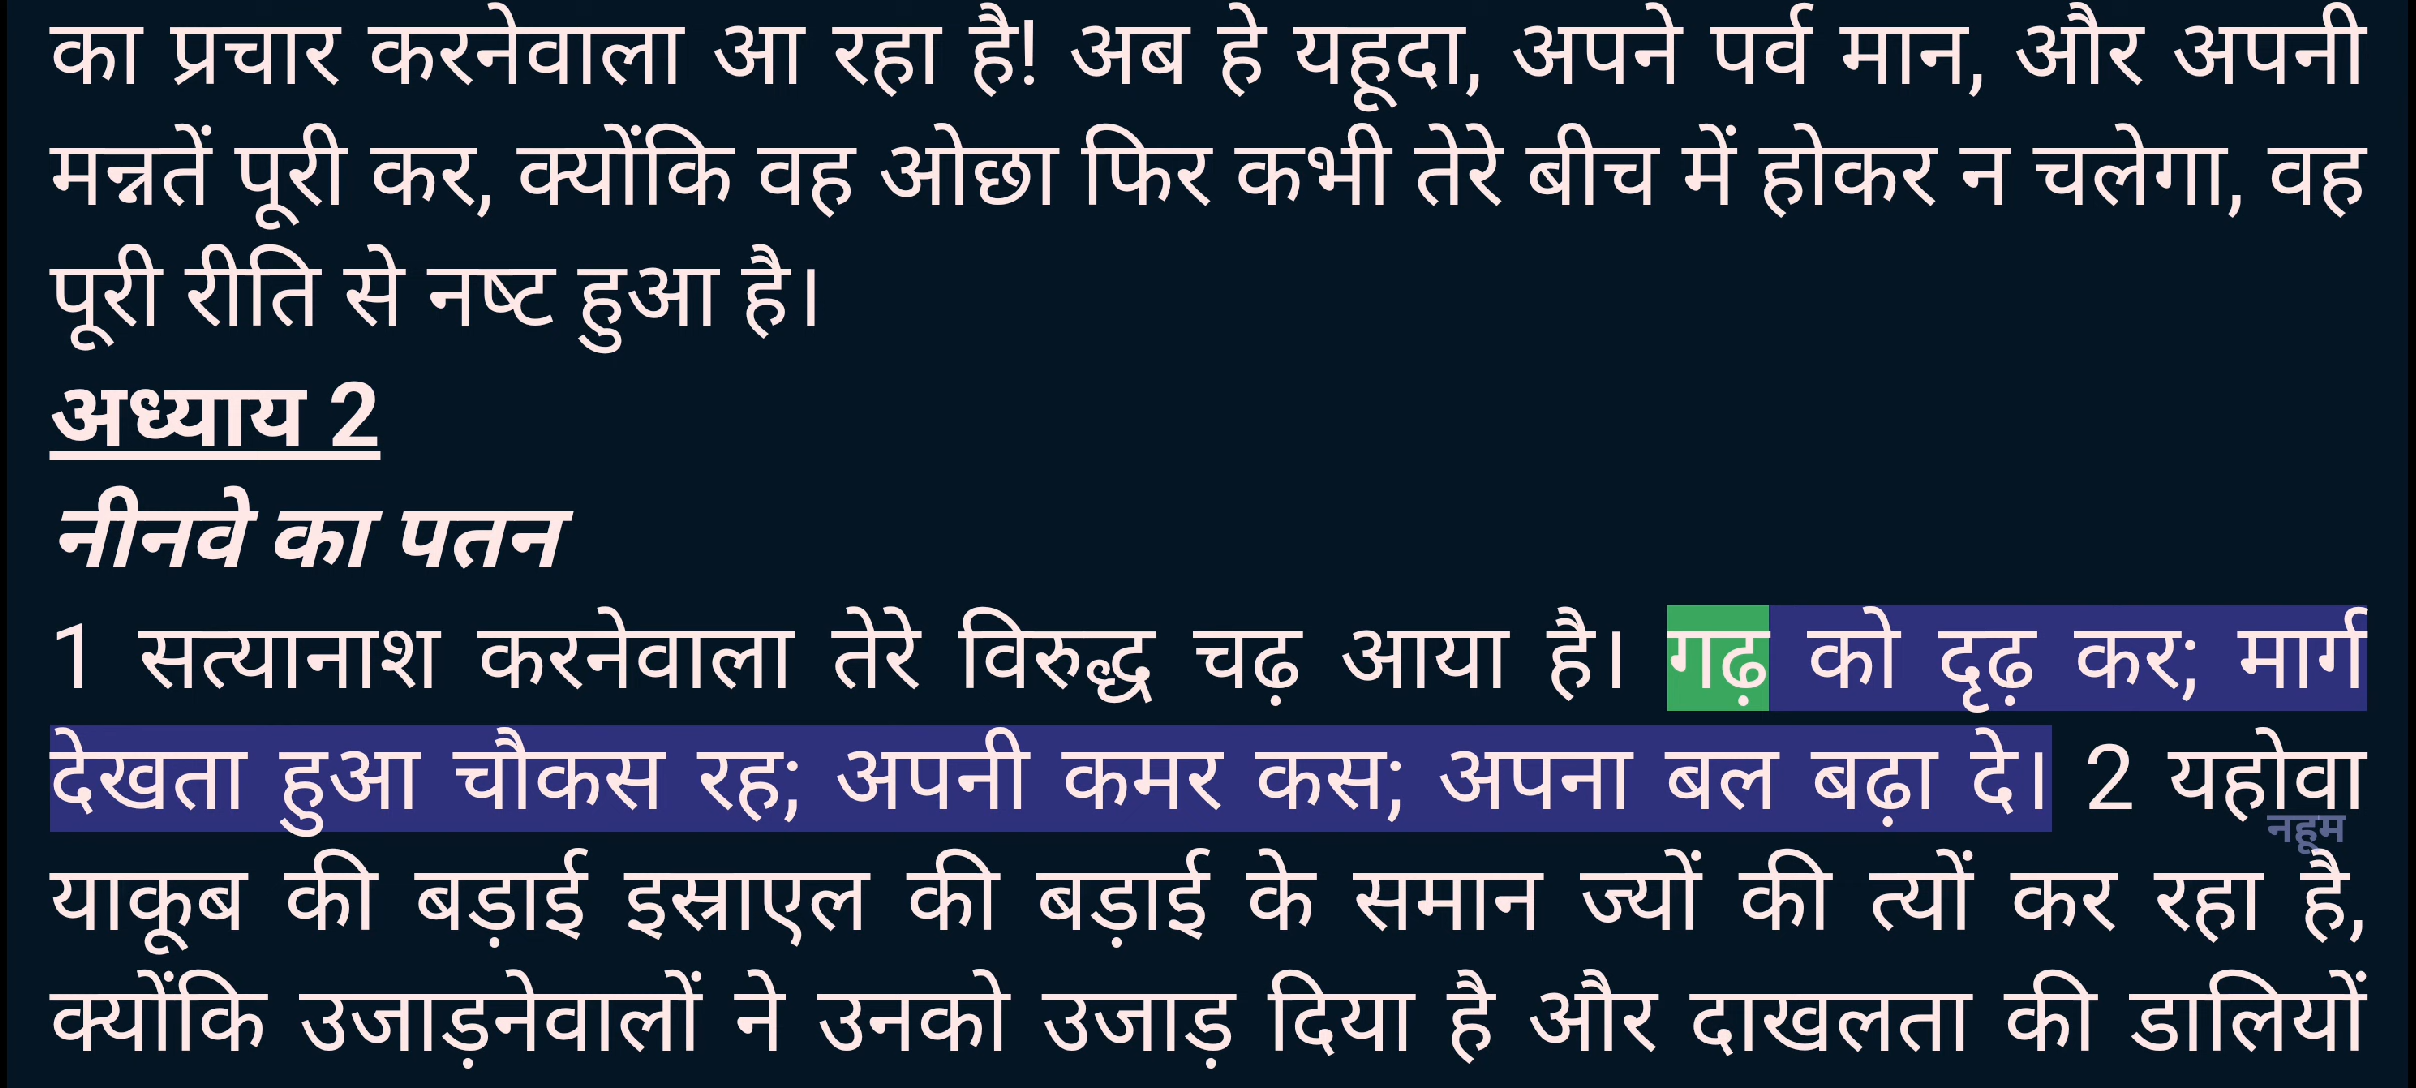 का प्रचार करनेवाला आ रहा है! अब हे यहूदा, अपने पर्व मान, और अपनी
मन्नतें पूरी कर, क्योंकि वह ओछा फिर कभी तेरे बीच में होकर न चलेगा, वह
पूरी रीति से नष्ट हुआ है।
अध्याय 2
नीनवे का पतन
1 सत्यानाश करनेवाला तेरे विरुद्ध चढ़ आया है। गढ़ को दृढ़ कर; मार्ग
देखता हुआ चौकस रह; अपनी कमर कस; अपना बल बढ़ा दे। 2 यहोवा
नहूम
याकूब की बड़ाई इस्राएल की बड़ाई के समान ज्यों की त्यों कर रहा है,
क्योंकि उजाड़नेवालों ने उनको उजाड़ दिया है और दाखलता की डालियों